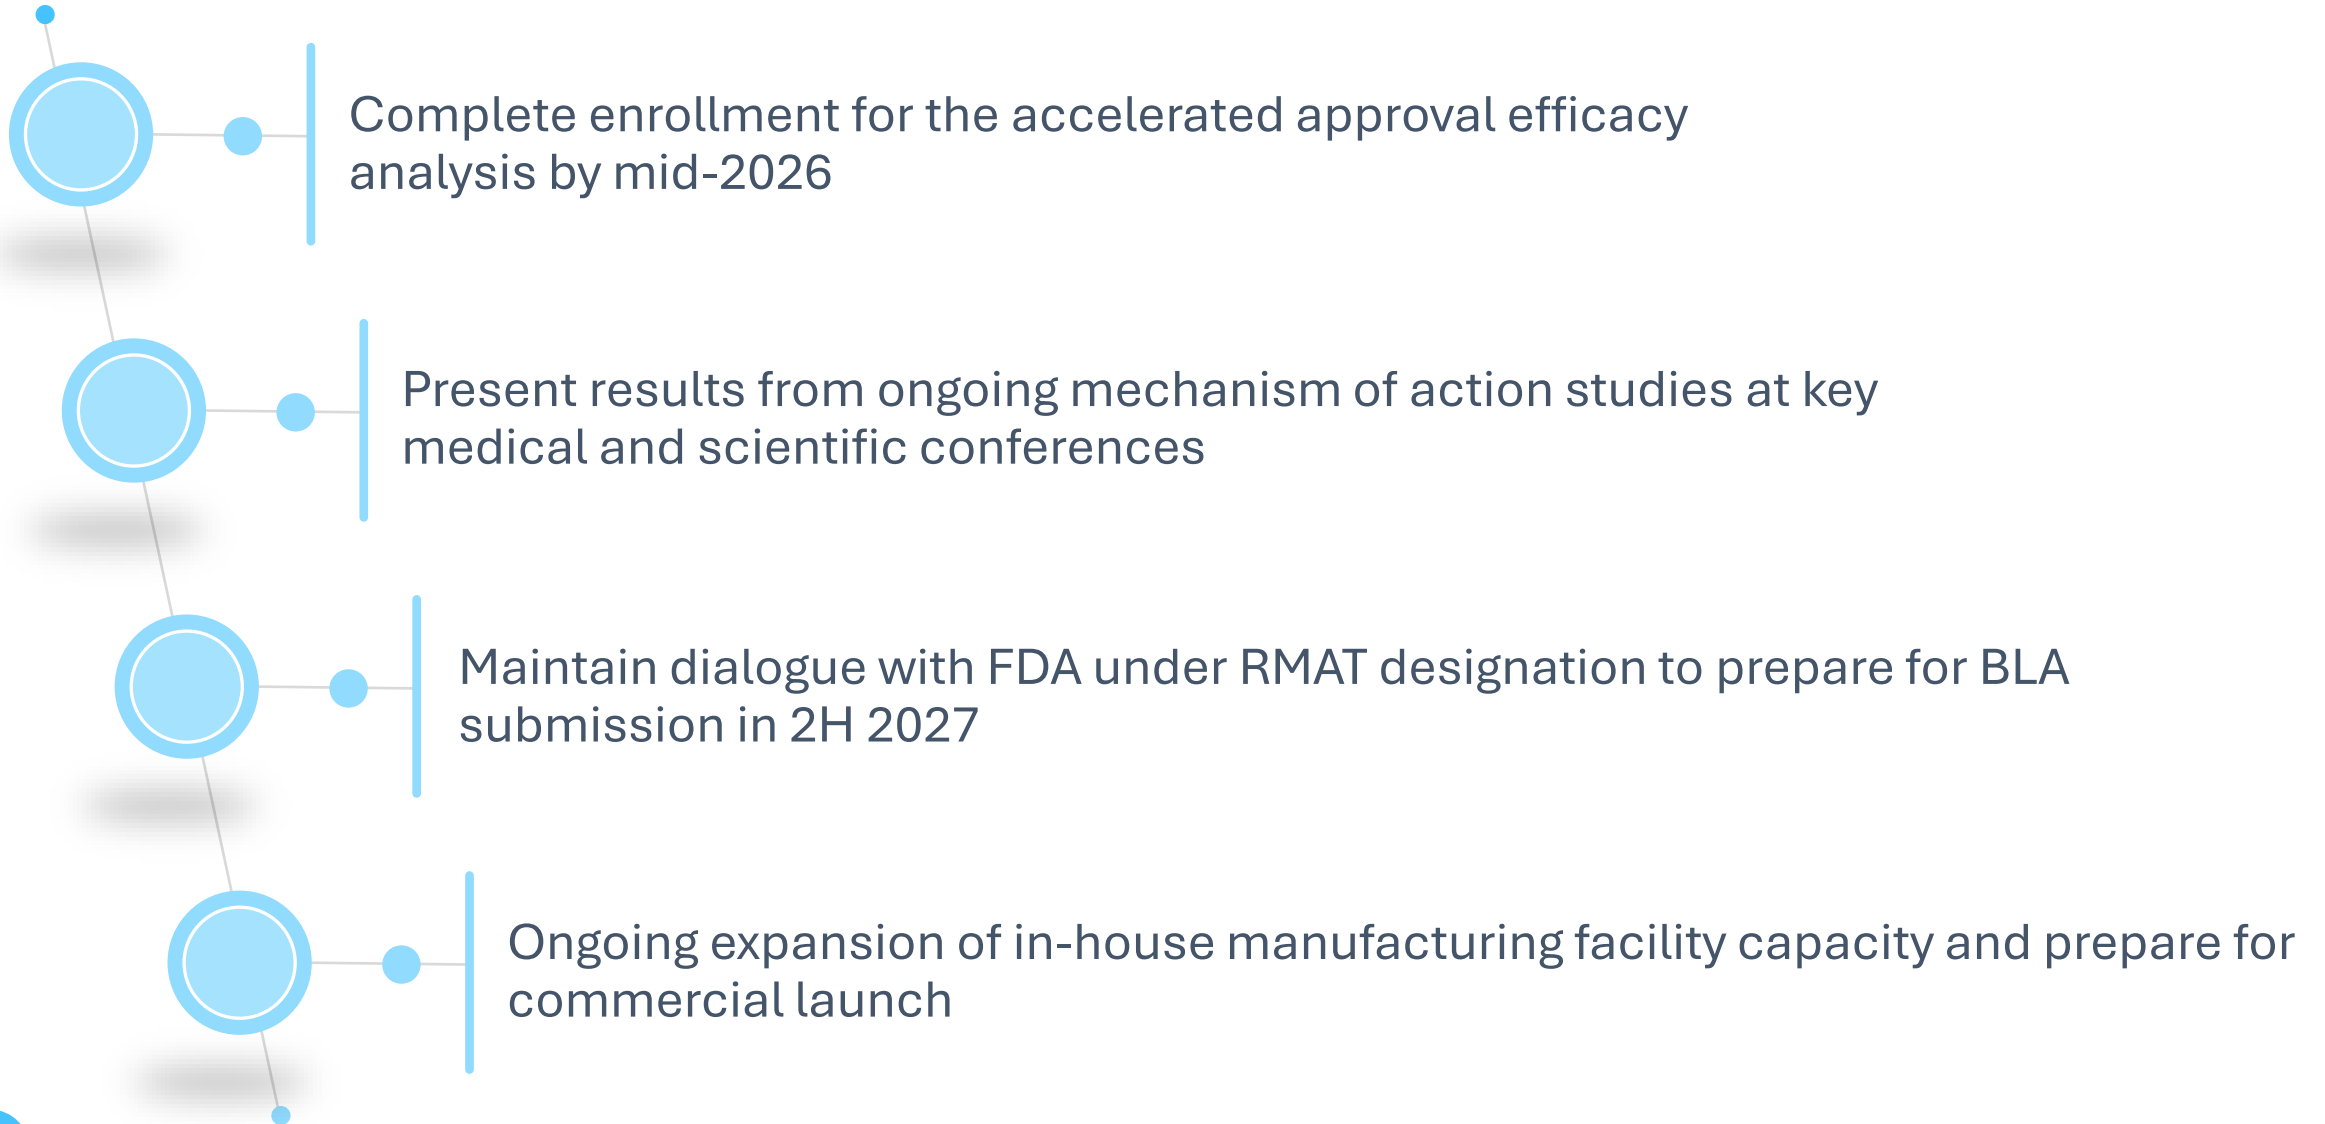 Complete enrollment for the accelerated approval efficacy
analysis by mid-2026
Present results from ongoing mechanism of action studies at key
medical and scientific conferences
Maintain dialogue with FDA under RMAT designation to prepare for BLA
submission in 2H 2027
Ongoing expansion of in-house manufacturing facility capacity and prepare for
commercial launch